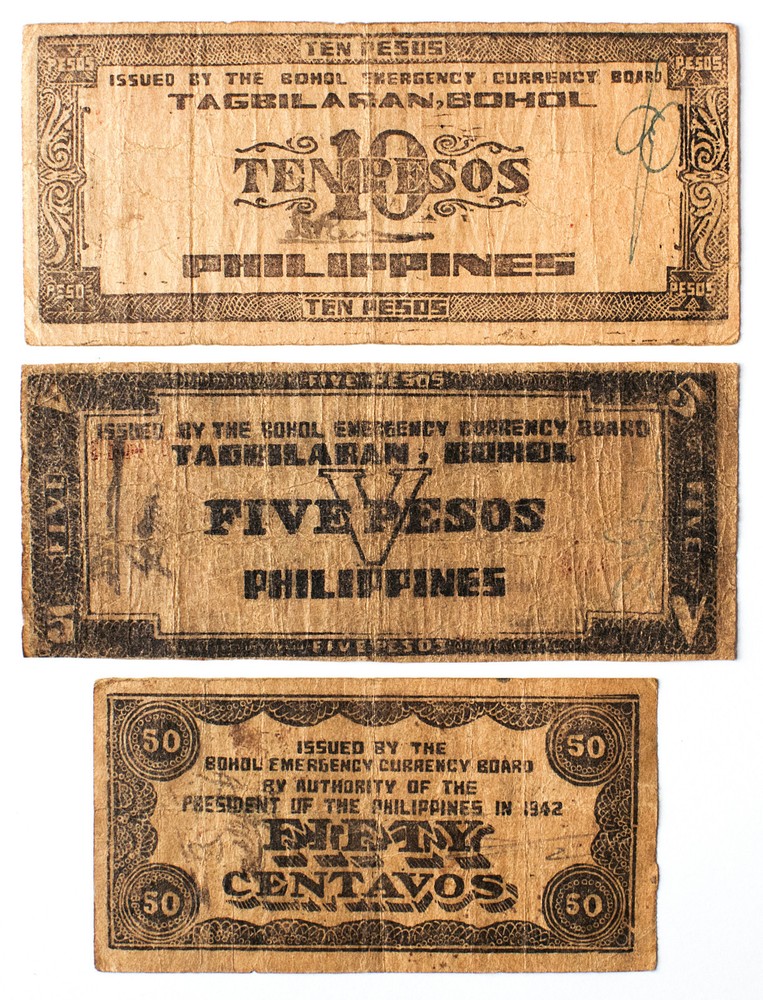 TEN PESOS
PESOS PESOS
ISSUED BY THE BOHOL EMERGENCY CURRENCY BOARD
TAGBILARAN, BOHOL
10
TEN PESOS
PHILIPPINES
PESOS PESOS
TEN PESOS
FIVE PESOS
5
ISSUED BY THE BOHOL EMERGENCY CURRENCY BOARD
TAGBILARAN, BOHOL
V
FIVE FIVE PESOS FIVE
PHILIPPINES
5 V
FIVE PESOS
50 50
ISSUED BY THE
BOHOL EMERGENCY CURRENCY BOARD
BY AUTHORITY OF THE
PRESIDENT OF THE PHILIPPINES IN 1942
FIFTY
CENTAVOS
50 50